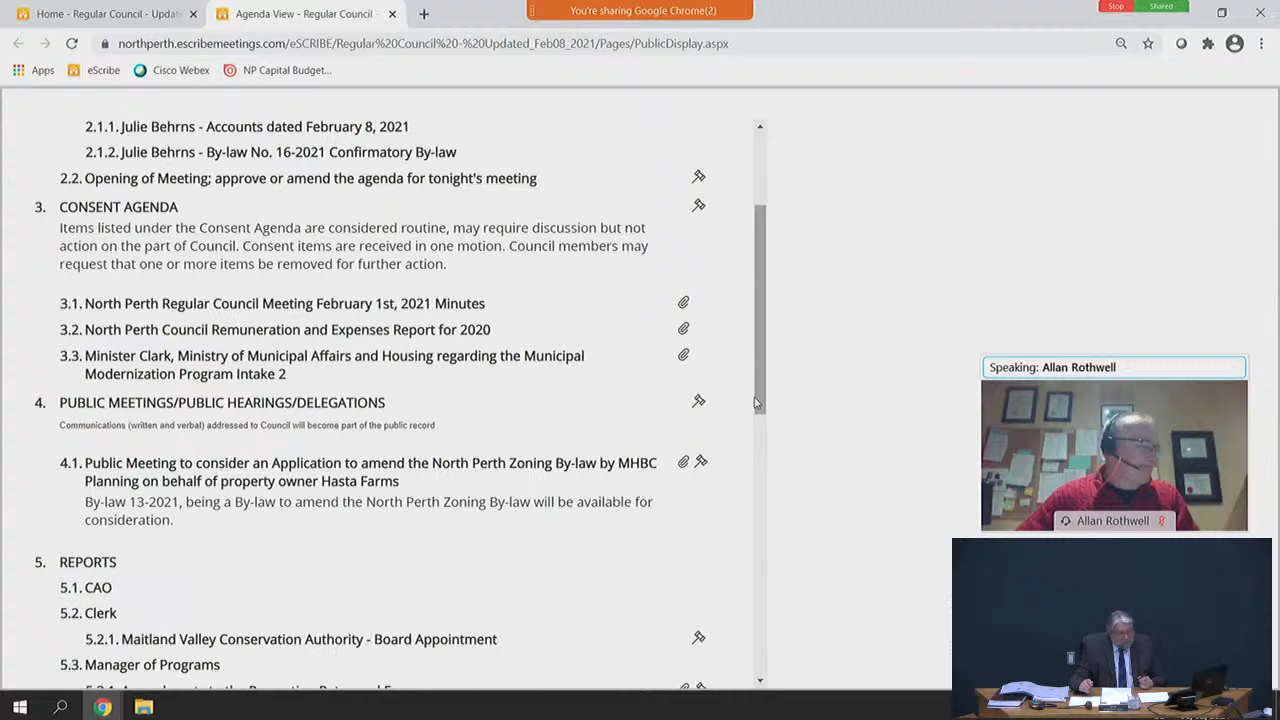 Home - Regular Council - Updat
Agenda View - Regular Council -
You're sharing Google Chrome(2)
Stop
Shared
northperth.escribemeetings.com/eSCRIBE/Regular%20Council%20-%20Updated_Feb08_2021/Pages/PublicDisplay.aspx
Apps
eScribe
Cisco Webex
NP Capital Budget...
2.1.1. Julie Behrns - Accounts dated February 8, 2021
2.1.2. Julie Behrns - By-law No. 16-2021 Confirmatory By-law
2.2. Opening of Meeting; approve or amend the agenda for tonight's meeting
3. CONSENT AGENDA
Items listed under the Consent Agenda are considered routine, may require discussion but not
action on the part of Council. Consent items are received in one motion. Council members may
request that one or more items be removed for further action.
3.1. North Perth Regular Council Meeting February 1st, 2021 Minutes
3.2. North Perth Council Remuneration and Expenses Report for 2020
3.3. Minister Clark, Ministry of Municipal Affairs and Housing regarding the Municipal
Modernization Program Intake 2
4. PUBLIC MEETINGS/PUBLIC HEARINGS/DELEGATIONS
Communications (written and verbal) addressed to Council will become part of the public record
4.1. Public Meeting to consider an Application to amend the North Perth Zoning By-law by MHBC
Planning on behalf of property owner Hasta Farms
By-law 13-2021, being a By-law to amend the North Perth Zoning By-law will be available for
consideration.
5. REPORTS
5.1. CAO
5.2. Clerk
5.2.1. Maitland Valley Conservation Authority - Board Appointment
5.3. Manager of Programs
Speaking: Allan Rothwell
Allan Rothwell